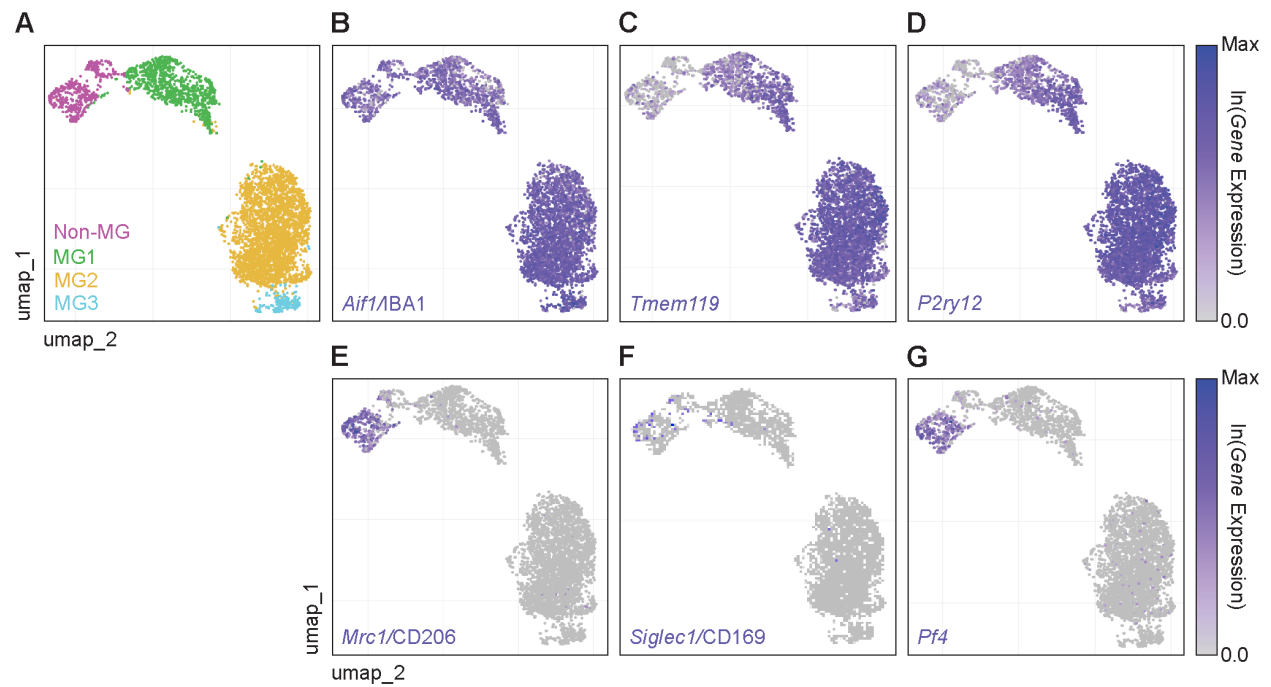 A
B
C
D
Non-MG
MG1
MG2
MG3
umap_1
umap_2
Aif1/IBA1
Tmem119
P2ry12
Max
ln(Gene Expression)
0.0
E
F
G
Mrc1/CD206
Siglec1/CD169
Pf4
umap_1
umap_2
Max
ln(Gene Expression)
0.0